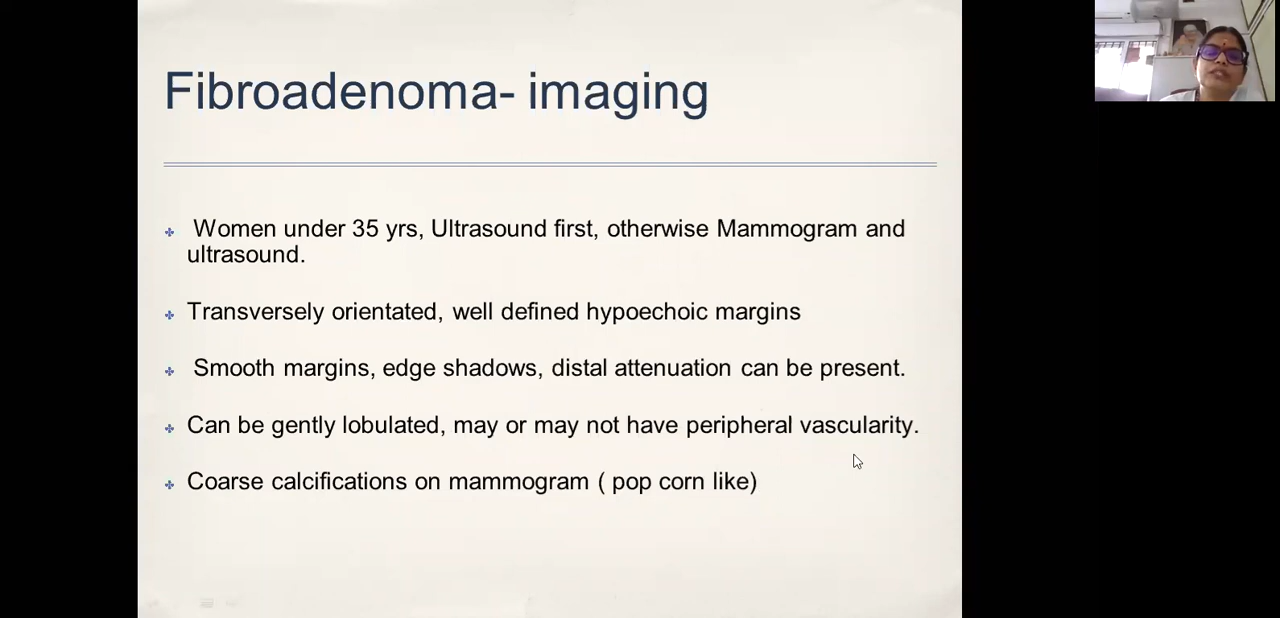 Fibroadenoma- imaging
Women under 35 yrs, Ultrasound first, otherwise Mammogram and
ultrasound.
Transversely orientated, well defined hypoechoic margins
Smooth margins, edge shadows, distal attenuation can be present.
Can be gently lobulated, may or may not have peripheral vascularity.
Coarse calcifications on mammogram ( pop corn like)